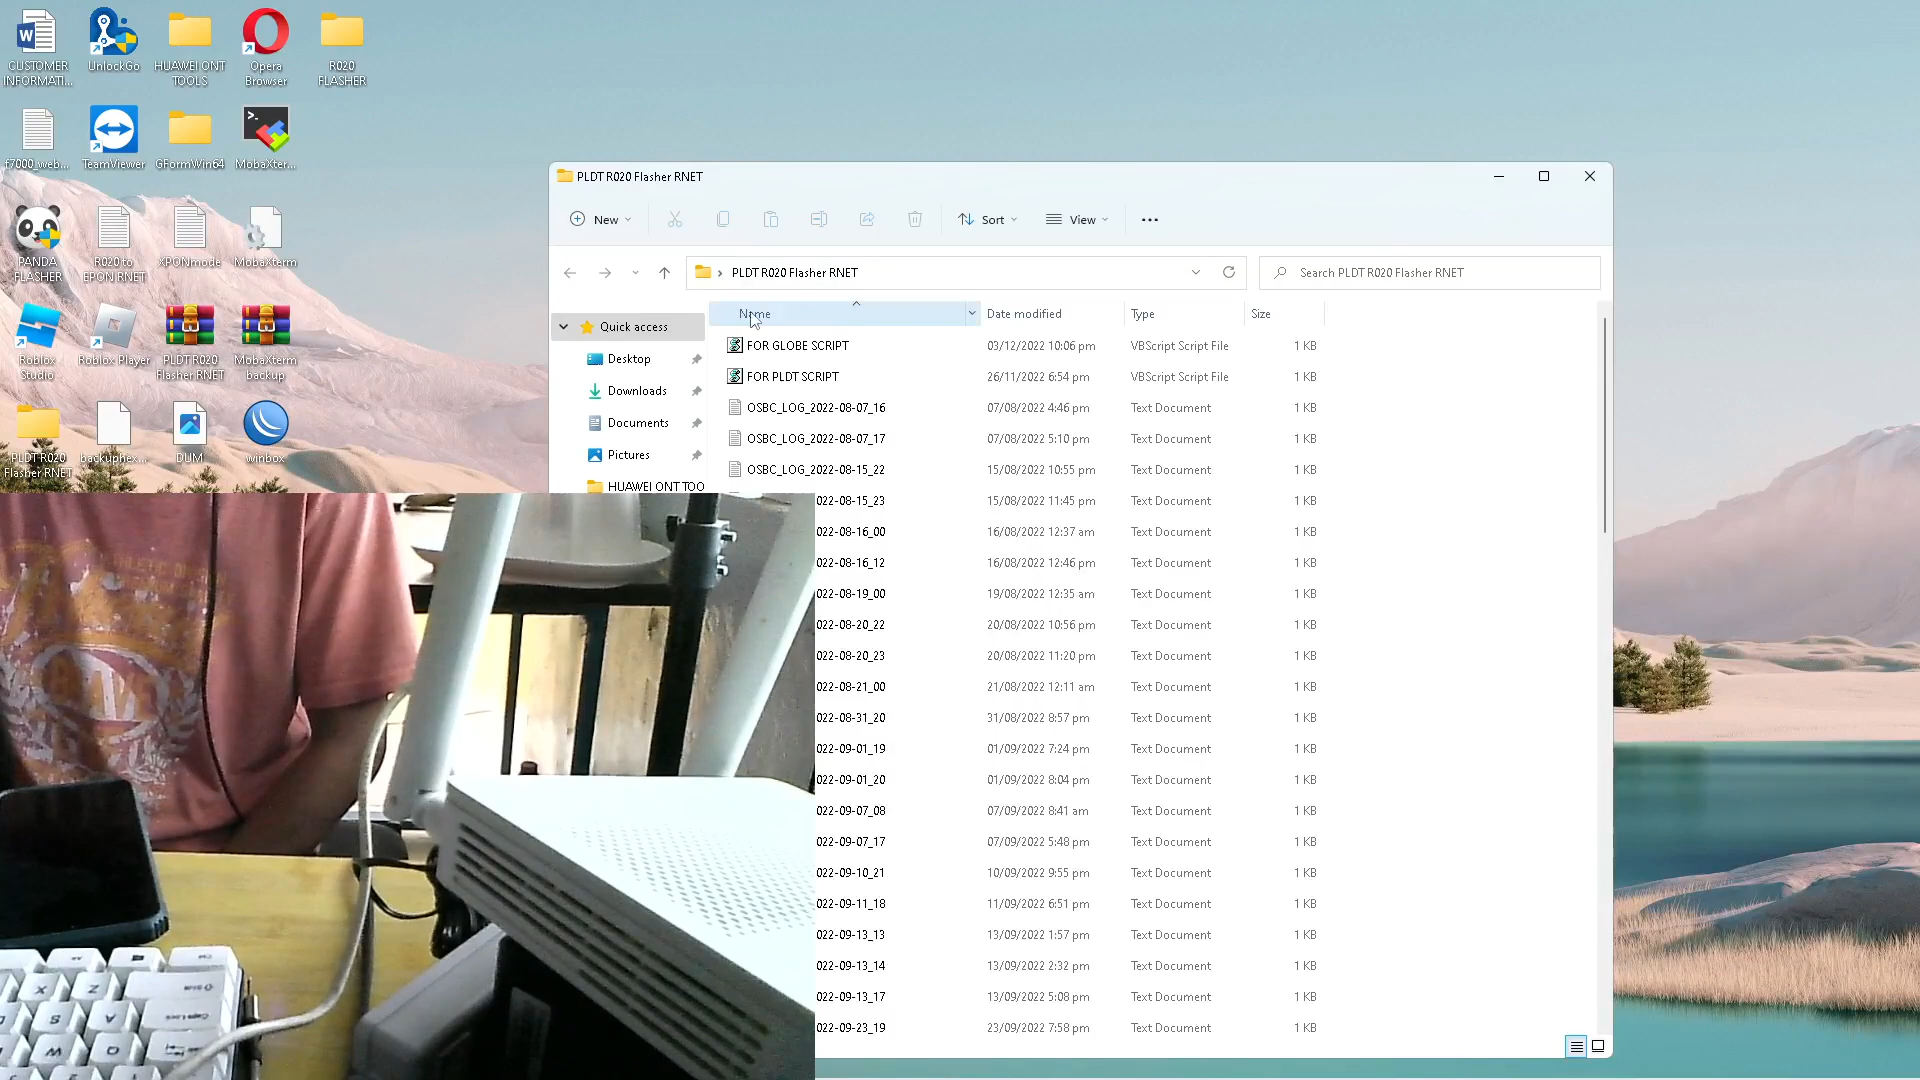 CUSTOMER INFORMATI...
UnlockGo
HUAWEI ONT TOOLS
Opera Browser
R020 FLASHER
f7000_web...
TeamViewer
GFormWin64
MobaXter...
PANDA FLASHER
R020 to EPON RNET
XPONmode
MobaXterm
Roblox Studio
Roblox Player
PLDT R020 Flasher RNET
MobaXterm backup
PLDT R020 Flasher RNET
backuphex...
DUM
winbox
PLDT R020 Flasher RNET
New
Sort
View
PLDT R020 Flasher RNET
Search PLDT R020 Flasher RNET
Quick access
Desktop
Downloads
Documents
Pictures
HUAWEI ONT TOO
Name Date modified Type Size
FOR GLOBE SCRIPT 03/12/2022 10:06 pm VBScript Script File 1 KB
FOR PLDT SCRIPT 26/11/2022 6:54 pm VBScript Script File 1 KB
OSBC_LOG_2022-08-07_16 07/08/2022 4:46 pm Text Document 1 KB
OSBC_LOG_2022-08-07_17 07/08/2022 5:10 pm Text Document 1 KB
OSBC_LOG_2022-08-15_22 15/08/2022 10:55 pm Text Document 1 KB
022-08-15_23 15/08/2022 11:45 pm Text Document 1 KB
022-08-16_00 16/08/2022 12:37 am Text Document 1 KB
022-08-16_12 16/08/2022 12:46 pm Text Document 1 KB
022-08-19_00 19/08/2022 12:35 am Text Document 1 KB
022-08-20_22 20/08/2022 10:56 pm Text Document 1 KB
022-08-20_23 20/08/2022 11:20 pm Text Document 1 KB
022-08-21_00 21/08/2022 12:11 am Text Document 1 KB
022-08-31_20 31/08/2022 8:57 pm Text Document 1 KB
022-09-01_19 01/09/2022 7:24 pm Text Document 1 KB
022-09-01_20 01/09/2022 8:04 pm Text Document 1 KB
022-09-07_08 07/09/2022 8:41 am Text Document 1 KB
022-09-07_17 07/09/2022 5:48 pm Text Document 1 KB
022-09-10_21 10/09/2022 9:55 pm Text Document 1 KB
022-09-11_18 11/09/2022 6:51 pm Text Document 1 KB
022-09-13_13 13/09/2022 1:57 pm Text Document 1 KB
022-09-13_14 13/09/2022 2:32 pm Text Document 1 KB
022-09-13_17 13/09/2022 5:08 pm Text Document 1 KB
022-09-23_19 23/09/2022 7:58 pm Text Document 1 KB